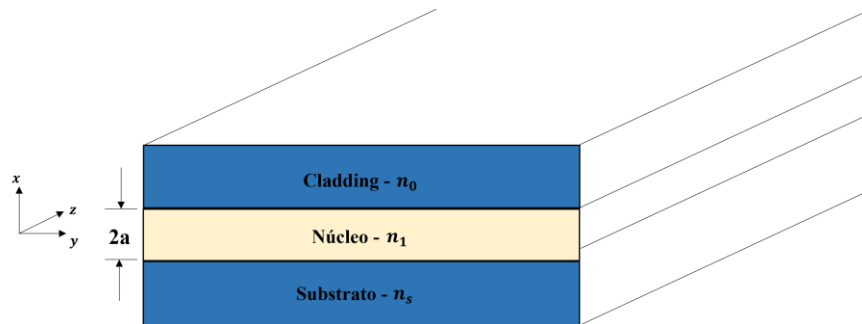 Cladding - n₀
x
z
y
2a
Núcleo - n₁
Substrato - nₛ